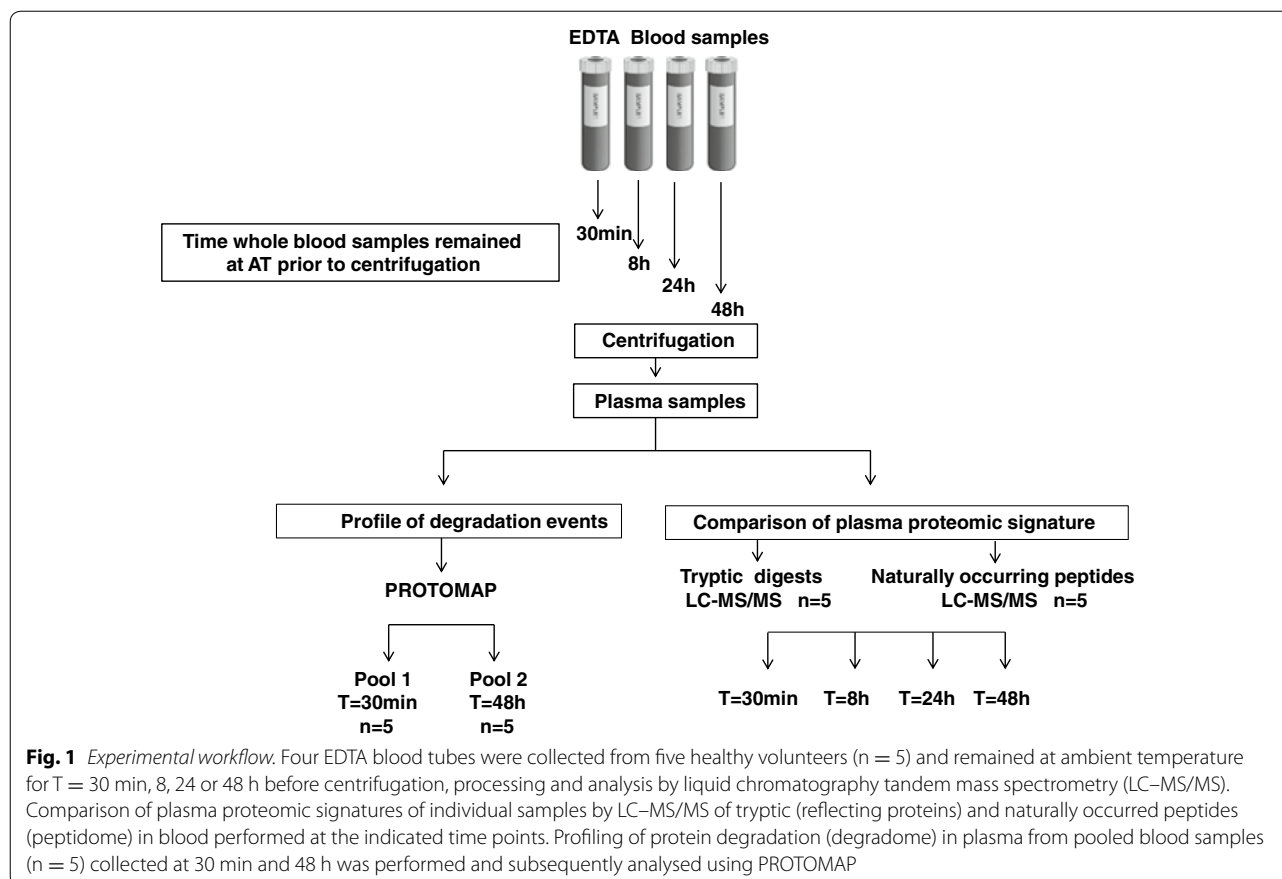 EDTA Blood samples
Time whole blood samples remained
at AT prior to centrifugation
30min
8h
24h
48h
Centrifugation
Plasma samples
Profile of degradation events
Comparison of plasma proteomic signature
PROTOMAP
Tryptic digests
LC-MS/MS n=5
Naturally occurring peptides
LC-MS/MS n=5
Pool 1
T=30min
n=5
Pool 2
T=48h
n=5
T=30min
T=8h
T=24h
T=48h
Fig. 1 Experimental workflow. Four EDTA blood tubes were collected from five healthy volunteers (n = 5) and remained at ambient temperature
for T = 30 min, 8, 24 or 48 h before centrifugation, processing and analysis by liquid chromatography tandem mass spectrometry (LC–MS/MS).
Comparison of plasma proteomic signatures of individual samples by LC–MS/MS of tryptic (reflecting proteins) and naturally occurred peptides
(peptidome) in blood performed at the indicated time points. Profiling of protein degradation (degradome) in plasma from pooled blood samples
(n = 5) collected at 30 min and 48 h was performed and subsequently analysed using PROTOMAP